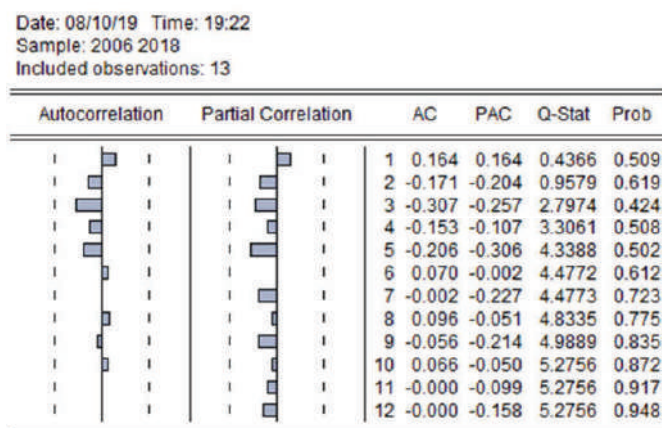 Date: 08/10/19 Time: 19:22
Sample: 2006 2018
Included observations: 13
Autocorrelation Partial Correlation AC PAC Q-Stat Prob
1 0.164 0.164 0.4366 0.509
2 -0.171 -0.204 0.9579 0.619
3 -0.307 -0.257 2.7974 0.424
4 -0.153 -0.107 3.3061 0.508
5 -0.206 -0.306 4.3388 0.502
6 0.070 -0.002 4.4772 0.612
7 -0.002 -0.227 4.4773 0.723
8 0.096 -0.051 4.8335 0.775
9 -0.056 -0.214 4.9889 0.835
10 0.066 -0.050 5.2756 0.872
11 -0.000 -0.099 5.2756 0.917
12 -0.000 -0.158 5.2756 0.948